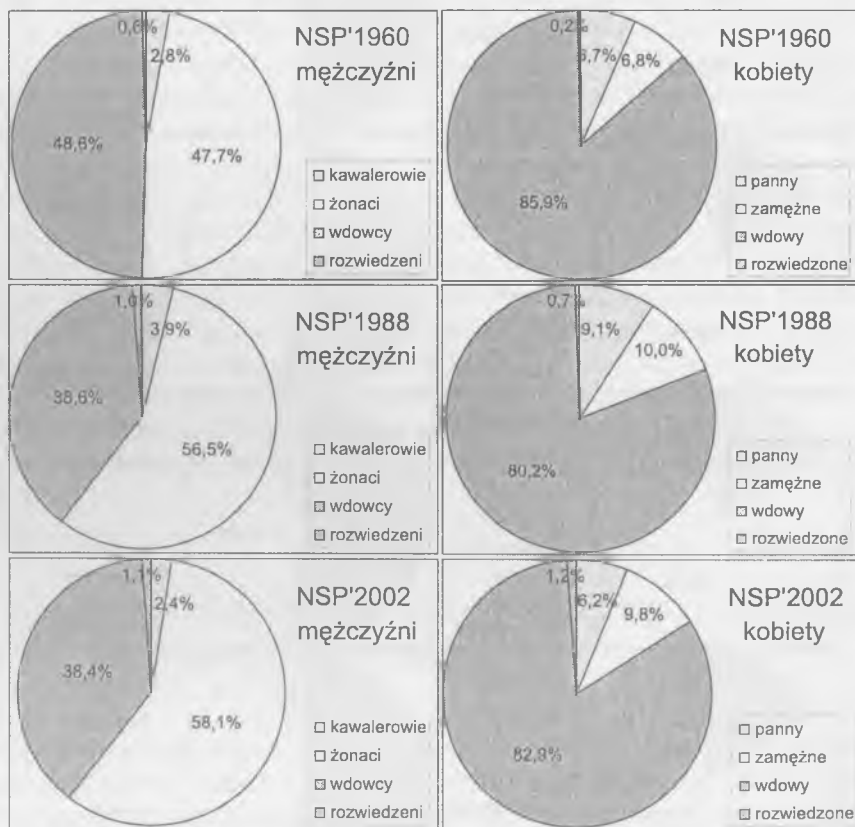 NSP'1960
mężczyźni
0,6%
2,8%
48,6%
47,7%
kawalerowie
żonaci
wdowcy
rozwiedzeni
NSP'1960
kobiety
0,2%
6,7%
6,8%
85,9%
panny
zamężne
wdowy
rozwiedzone
NSP'1988
mężczyźni
1,0%
3,9%
38,6%
56,5%
kawalerowie
żonaci
wdowcy
rozwiedzeni
NSP'1988
kobiety
0,7%
9,1%
10,0%
80,2%
panny
zamężne
wdowy
rozwiedzone
NSP'2002
mężczyźni
1,1%
2,4%
38,4%
58,1%
kawalerowie
żonaci
wdowcy
rozwiedzeni
NSP'2002
kobiety
1,2%
6,2%
9,8%
82,9%
panny
zamężne
wdowy
rozwiedzone